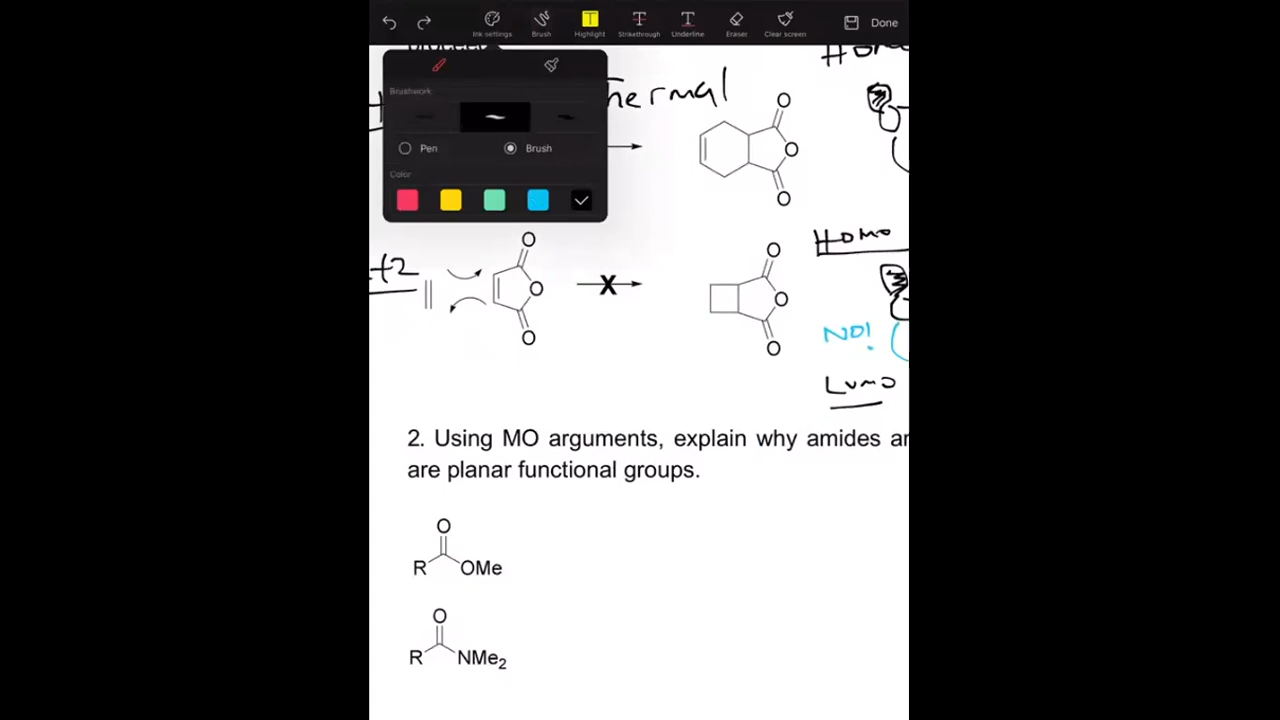 Ink settings Brush Highlight Strikethrough Underline Eraser Clear screen Done
Brushwork
Pen Brush
Color
hermal
O
O
O
t2
O
O
O
X
O
O
O
Homo
NO!
Lumo
2. Using MO arguments, explain why amides ar
are planar functional groups.
O
R OMe
O
R NMe2